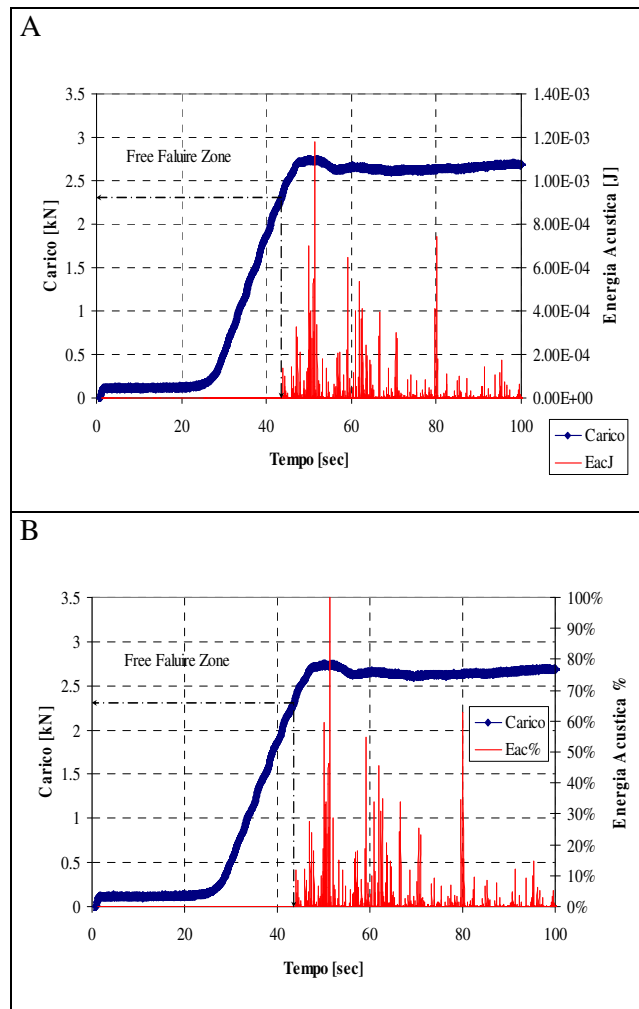 A
Free Faluire Zone
Carico [kN]
3.5
3
2.5
2
1.5
1
0.5
0
Energia Acustica [J]
1.40E-03
1.20E-03
1.00E-03
8.00E-04
6.00E-04
4.00E-04
2.00E-04
0.00E+00
0 20 40 60 80 100
Tempo [sec]
Carico
EacJ
B
Free Faluire Zone
Carico [kN]
3.5
3
2.5
2
1.5
1
0.5
0
Energia Acustica %
100%
90%
80%
70%
60%
50%
40%
30%
20%
10%
0%
Carico
Eac%
0 20 40 60 80 100
Tempo [sec]